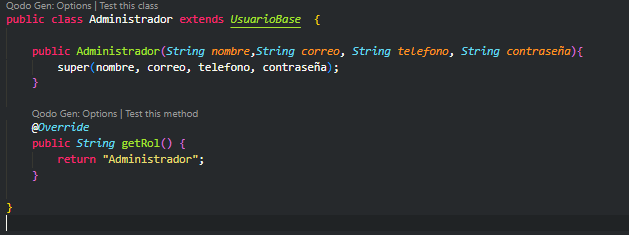 Qodo Gen: Options | Test this class
public class Administrador extends UsuarioBase  {
public Administrador(String nombre,String correo, String telefono, String contraseña){
super(nombre, correo, telefono, contraseña);
}
Qodo Gen: Options | Test this method
@Override
public String getRol() {
return "Administrador";
}
}